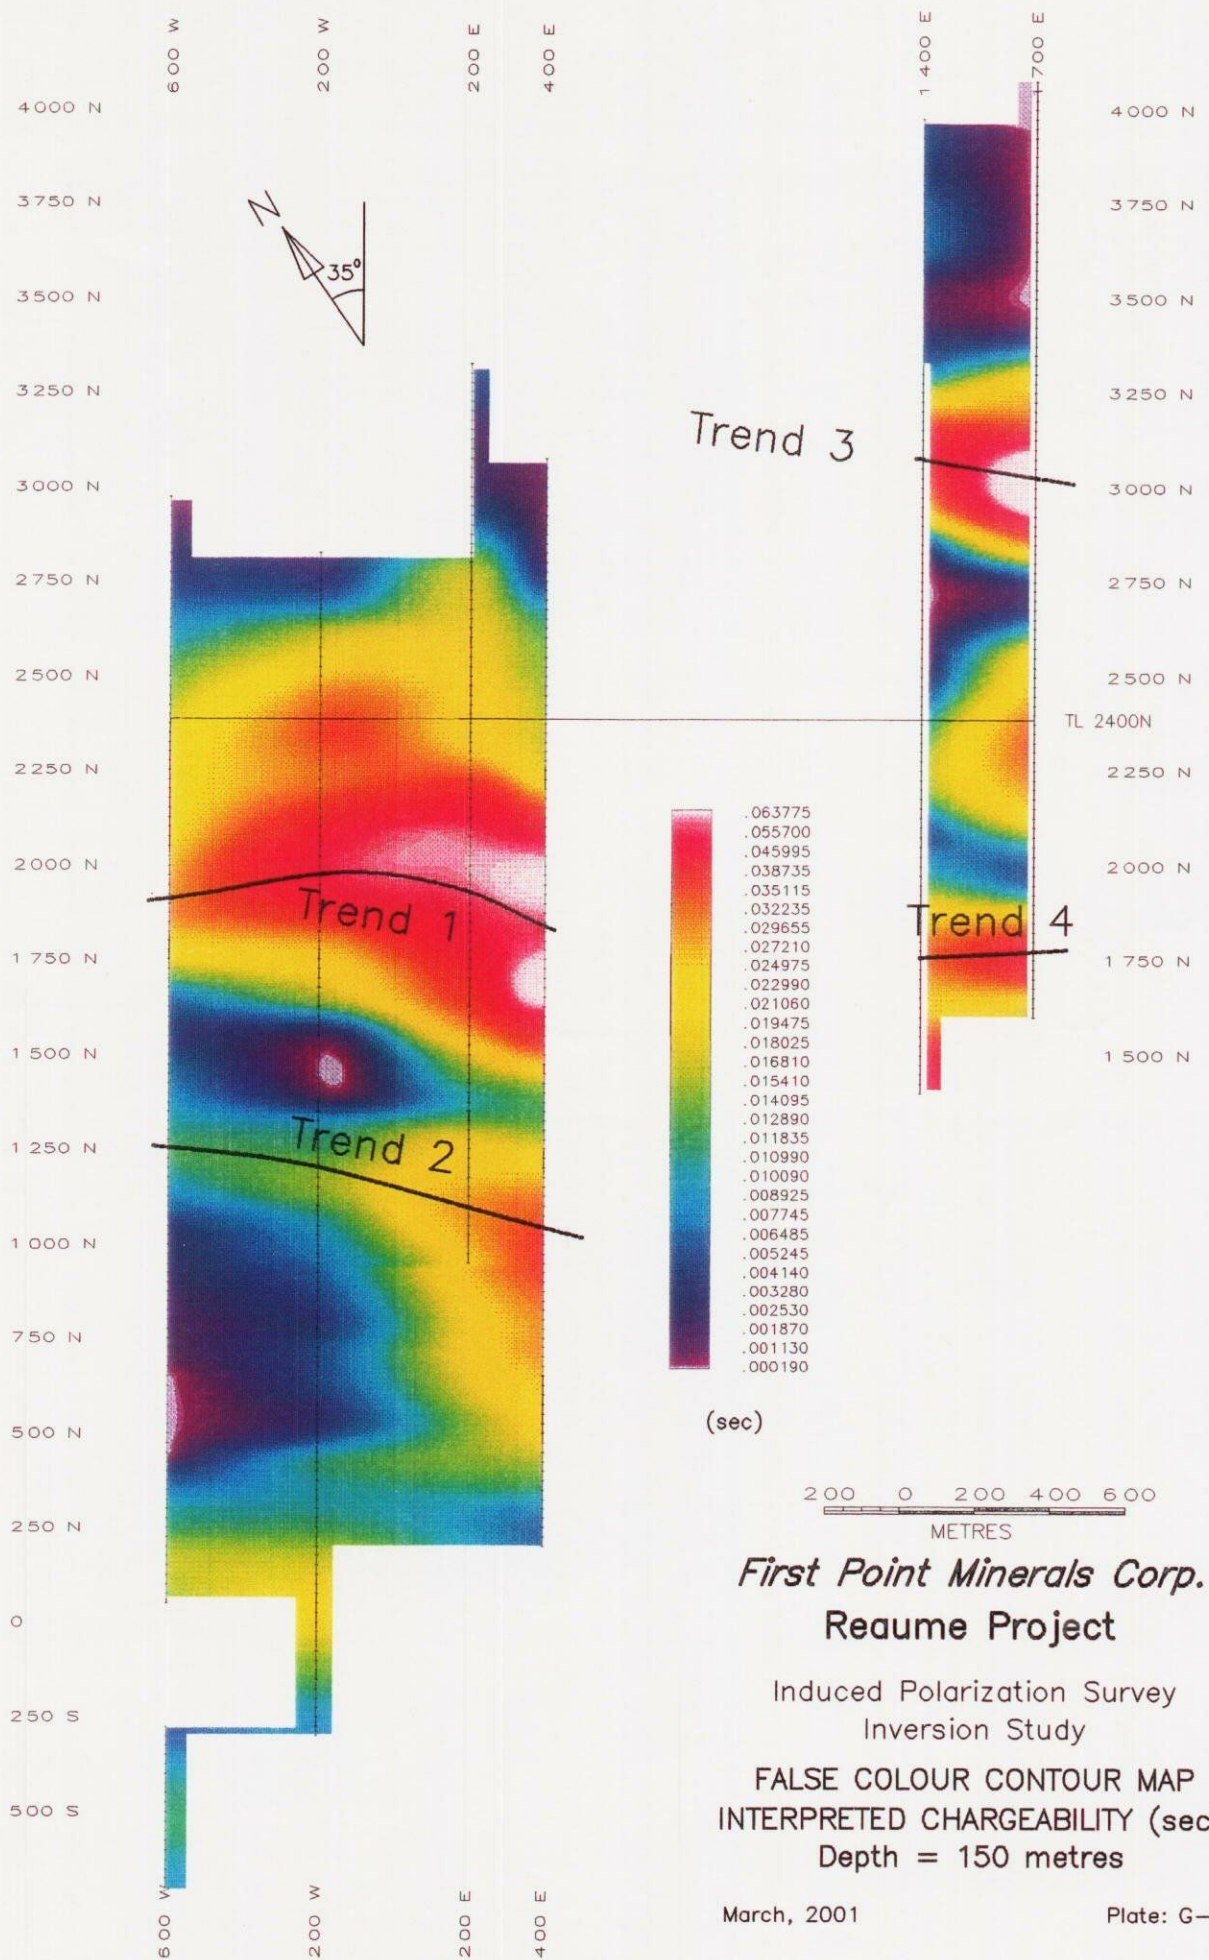 600 W
200 W
200 E
400 E
1400 E
1700 E
4000 N
3750 N
3500 N
3250 N
3000 N
2750 N
2500 N
2250 N
2000 N
1750 N
1500 N
1250 N
1000 N
750 N
500 N
250 N
0
250 S
500 S
N
35°
Trend 1
Trend 2
Trend 3
Trend 4
4000 N
3750 N
3500 N
3250 N
3000 N
2750 N
2500 N
TL 2400N
2250 N
2000 N
1750 N
1500 N
.063775
.055700
.045995
.038735
.035115
.032235
.029655
.027210
.024975
.022990
.021060
.019475
.018025
.016810
.015410
.014095
.012890
.011835
.010990
.010090
.008925
.007745
.006485
.005245
.004140
.003280
.002530
.001870
.001130
.000190
(sec)
200 0 200 400 600
METRES
First Point Minerals Corp.
Reaume Project
Induced Polarization Survey
Inversion Study
FALSE COLOUR CONTOUR MAP
INTERPRETED CHARGEABILITY (sec
Depth = 150 metres
March, 2001
Plate: G-
600 W
200 W
200 E
400 E